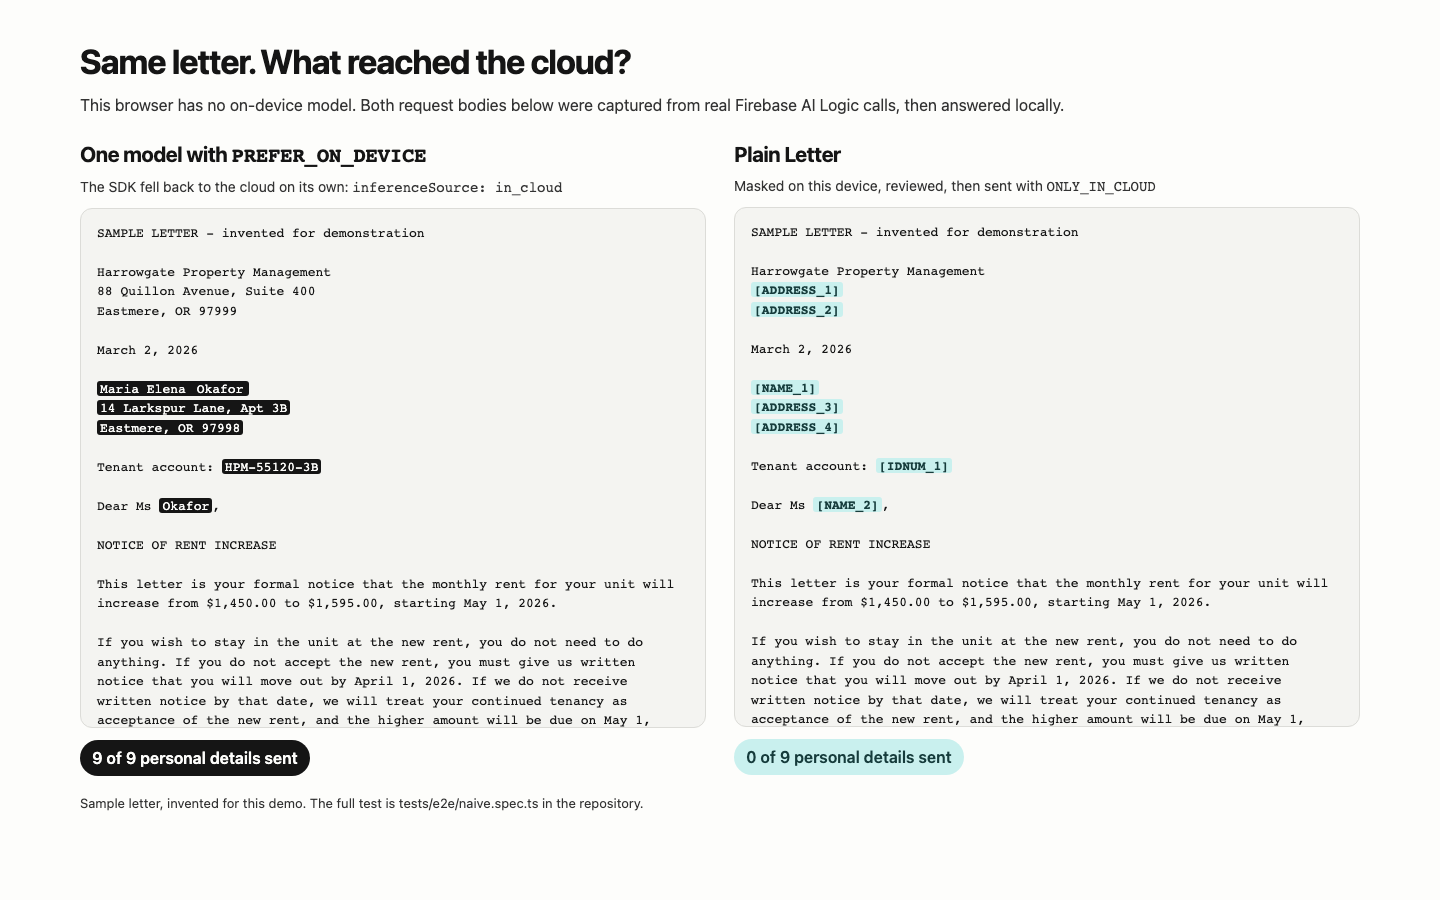 Same letter. What reached the cloud?
This browser has no on-device model. Both request bodies below were captured from real Firebase AI Logic calls, then answered locally.
One model with PREFER_ON_DEVICE
The SDK fell back to the cloud on its own: inferenceSource: in_cloud
SAMPLE LETTER – invented for demonstration
Harrowgate Property Management
88 Quillon Avenue, Suite 400
Eastmere, OR 97999
March 2, 2026
Maria Elena Okafor
14 Larkspur Lane, Apt 3B
Eastmere, OR 97998
Tenant account: HPM-55120-3B
Dear Ms Okafor,
NOTICE OF RENT INCREASE
This letter is your formal notice that the monthly rent for your unit will
increase from $1,450.00 to $1,595.00, starting May 1, 2026.
If you wish to stay in the unit at the new rent, you do not need to do
anything. If you do not accept the new rent, you must give us written
notice that you will move out by April 1, 2026. If we do not receive
written notice by that date, we will treat your continued tenancy as
acceptance of the new rent, and the higher amount will be due on May 1,
9 of 9 personal details sent
Plain Letter
Masked on this device, reviewed, then sent with ONLY_IN_CLOUD
SAMPLE LETTER – invented for demonstration
Harrowgate Property Management
[ADDRESS_1]
[ADDRESS_2]
March 2, 2026
[NAME_1]
[ADDRESS_3]
[ADDRESS_4]
Tenant account: [IDNUM_1]
Dear Ms [NAME_2],
NOTICE OF RENT INCREASE
This letter is your formal notice that the monthly rent for your unit will
increase from $1,450.00 to $1,595.00, starting May 1, 2026.
If you wish to stay in the unit at the new rent, you do not need to do
anything. If you do not accept the new rent, you must give us written
notice that you will move out by April 1, 2026. If we do not receive
written notice by that date, we will treat your continued tenancy as
acceptance of the new rent, and the higher amount will be due on May 1,
0 of 9 personal details sent
Sample letter, invented for this demo. The full test is tests/e2e/naive.spec.ts in the repository.